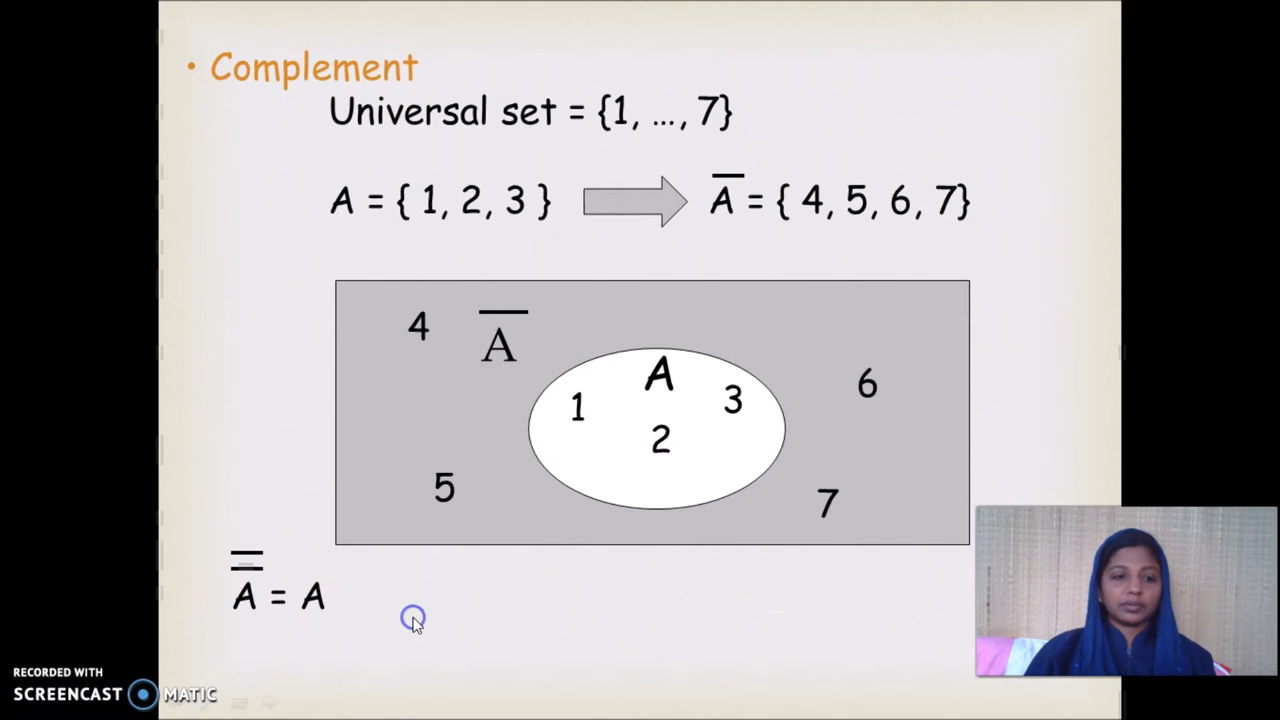 • Complement
Universal set = {1, ..., 7}
A = { 1, 2, 3 } A̅ = { 4, 5, 6, 7}
4 A̅
A
1 3 6
2
5 7
A̿ = A
RECORDED WITH
SCREENCAST MATIC